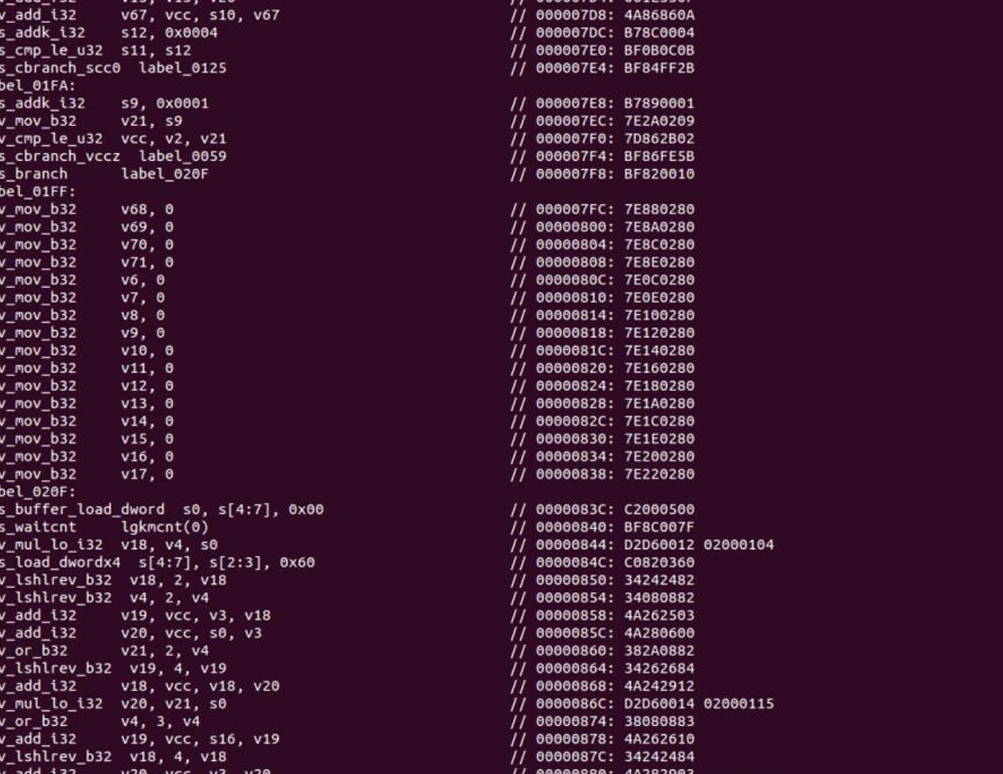 v_add_i32     v67, vcc, s10, v67     // 000007D8: 4A86860A
s_addk_i32    s12, 0x0004     // 000007DC: B78C0004
s_cmp_le_u32  s11, s12     // 000007E0: BF0B0C0B
s_cbranch_scc0  label_0125     // 000007E4: BF84FF2B
bel_01FA:
s_addk_i32    s9, 0x0001     // 000007E8: B7890001
v_mov_b32     v21, s9     // 000007EC: 7E2A0209
v_cmp_le_u32  vcc, v2, v21     // 000007F0: 7D862B02
s_cbranch_vccz  label_0059     // 000007F4: BF86FE5B
s_branch      label_020F     // 000007F8: BF820010
bel_01FF:
v_mov_b32     v68, 0     // 000007FC: 7E880280
v_mov_b32     v69, 0     // 00000800: 7E8A0280
v_mov_b32     v70, 0     // 00000804: 7E8C0280
v_mov_b32     v71, 0     // 00000808: 7E8E0280
v_mov_b32     v6, 0     // 0000080C: 7E0C0280
v_mov_b32     v7, 0     // 00000810: 7E0E0280
v_mov_b32     v8, 0     // 00000814: 7E100280
v_mov_b32     v9, 0     // 00000818: 7E120280
v_mov_b32     v10, 0     // 0000081C: 7E140280
v_mov_b32     v11, 0     // 00000820: 7E160280
v_mov_b32     v12, 0     // 00000824: 7E180280
v_mov_b32     v13, 0     // 00000828: 7E1A0280
v_mov_b32     v14, 0     // 0000082C: 7E1C0280
v_mov_b32     v15, 0     // 00000830: 7E1E0280
v_mov_b32     v16, 0     // 00000834: 7E200280
v_mov_b32     v17, 0     // 00000838: 7E220280
bel_020F:
s_buffer_load_dword  s0, s[4:7], 0x00     // 0000083C: C2000500
s_waitcnt     lgkmcnt(0)     // 00000840: BF8C007F
v_mul_lo_i32  v18, v4, s0     // 00000844: D2D60012 02000104
s_load_dwordx4  s[4:7], s[2:3], 0x60     // 0000084C: C0820360
v_lshlrev_b32  v18, 2, v18     // 00000850: 34242482
v_lshlrev_b32  v4, 2, v4     // 00000854: 34080882
v_add_i32     v19, vcc, v3, v18     // 00000858: 4A262503
v_add_i32     v20, vcc, s0, v3     // 0000085C: 4A280600
v_or_b32      v21, 2, v4     // 00000860: 382A0882
v_lshlrev_b32  v19, 4, v19     // 00000864: 34262684
v_add_i32     v18, vcc, v18, v20     // 00000868: 4A242912
v_mul_lo_i32  v20, v21, s0     // 0000086C: D2D60014 02000115
v_or_b32      v4, 3, v4     // 00000874: 38080883
v_add_i32     v19, vcc, s16, v19     // 00000878: 4A262610
v_lshlrev_b32  v18, 4, v18     // 0000087C: 34242484
v_add_i32     v20, vcc, v3, v20     // 00000880: 4A282903